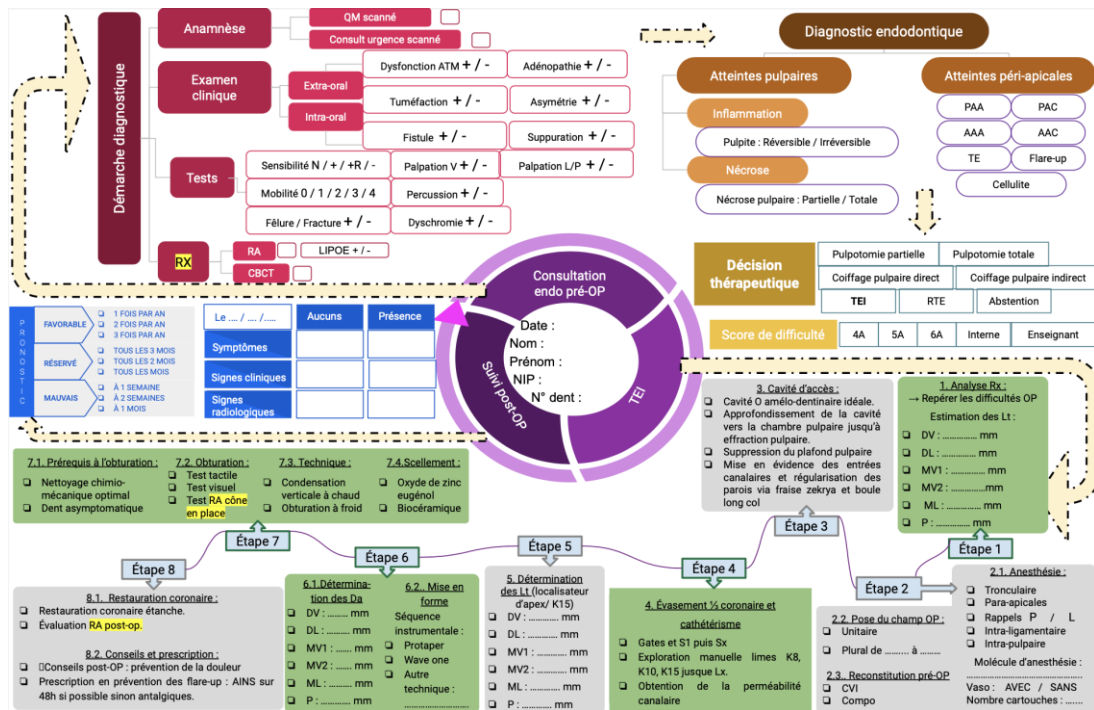 Démarche diagnostique
Anamnèse
QM scanné
Consult urgence scanné
Examen
clinique
Extra-oral
Intra-oral
Dysfonction ATM + / -
Adénopathie + / -
Tuméfaction + / -
Asymétrie + / -
Fistule + / -
Suppuration + / -
Tests
Sensibilité N / + / +R / -
Palpation V + / -
Palpation L/P + / -
Mobilité 0 / 1 / 2 / 3 / 4
Percussion + / -
Fêlure / Fracture + / -
Dyschromie + / -
RX
RA
LIPOE + / -
CBCT
Diagnostic endodontique
Atteintes pulpaires
Inflammation
Pulpite : Réversible / Irréversible
Nécrose
Nécrose pulpaire : Partielle / Totale
Atteintes péri-apicales
PAA
PAC
AAA
AAC
TE
Flare-up
Cellulite
Décision
thérapeutique
Pulpotomie partielle
Pulpotomie totale
Coiffage pulpaire direct
Coiffage pulpaire indirect
TEI
RTE
Abstention
Score de difficulté
4A
5A
6A
Interne
Enseignant
Consultation
endo pré-OP
TEI
Suivi post-OP
Date :
Nom :
Prénom :
NIP :
N° dent :
PRONOSTIC
FAVORABLE
❑ 1 FOIS PAR AN
❑ 2 FOIS PAR AN
❑ 3 FOIS PAR AN
RÉSERVÉ
❑ TOUS LES 3 MOIS
❑ TOUS LES 2 MOIS
❑ TOUS LES MOIS
MAUVAIS
❑ À 1 SEMAINE
❑ À 2 SEMAINES
❑ À 1 MOIS
Le .... / .... /.....
Aucuns
Présence
Symptômes
Signes cliniques
Signes
radiologiques
1. Analyse Rx :
→ Repérer les difficultés OP
Estimation des Lt :
❑ DV : ............... mm
❑ DL : ............... mm
❑ MV1 : ............. mm
❑ MV2: ..............mm
❑ ML : .............. mm
❑ P : ............... mm
Étape 1
2.1. Anesthésie :
❑ Tronculaire
❑ Para-apicales
❑ Rappels P / L
❑ Intra-ligamentaire
❑ Intra-pulpaire
Molécule d'anesthésie :
..............................
Vaso : AVEC / SANS
Nombre cartouches : .......
Étape 2
2.2. Pose du champ OP :
❑ Unitaire
❑ Plural de ......... à ........
2.3.. Reconstitution pré-OP
❑ CVI
❑ Compo
3. Cavité d'accès :
❑ Cavité O amélo-dentinaire idéale.
❑ Approfondissement de la cavité
vers la chambre pulpaire jusqu'à
effraction pulpaire.
❑ Suppression du plafond pulpaire
❑ Mise en évidence des entrées
canalaires et régularisation des
parois via fraise zekrya et boule
long col
Étape 3
Étape 4
4. Évasement ⅓ coronaire et
cathétérisme
❑ Gates et S1 puis Sx
❑ Exploration manuelle limes K8,
K10, K15 jusque Lx.
❑ Obtention de la perméabilité
canalaire
Étape 5
5. Détermination
des Lt (localisateur
d'apex/ K15)
❑ DV : ............ mm
❑ DL : ............ mm
❑ MV1 : .......... mm
❑ MV2 : .......... mm
❑ ML : ............ mm
❑ P : ............ mm
Étape 6
6.1.Détermina-
tion des Da
❑ DV : ........ mm
❑ DL : ........ mm
❑ MV1 : ...... mm
❑ MV2 : ...... mm
❑ ML : ........ mm
❑ P : .......... mm
6.2.. Mise en
forme
Séquence
instrumentale :
❑ Protaper
❑ Wave one
❑ Autre
technique :
....................
Étape 7
7.1. Prérequis à l'obturation :
❑ Nettoyage chimio-
mécanique optimal
❑ Dent asymptomatique
7.2. Obturation :
❑ Test tactile
❑ Test visuel
❑ Test RA cône
en place
7.3. Technique :
❑ Condensation
verticale à chaud
❑ Obturation à froid
7.4.Scellement :
❑ Oxyde de zinc
eugénol
❑ Biocéramique
Étape 8
8.1. Restauration coronaire :
❑ Restauration coronaire étanche.
❑ Évaluation RA post-op.
8.2. Conseils et prescription :
❑ Conseils post-OP : prévention de la douleur
❑ Prescription en prévention des flare-up : AINS sur
48h si possible sinon antalgiques.